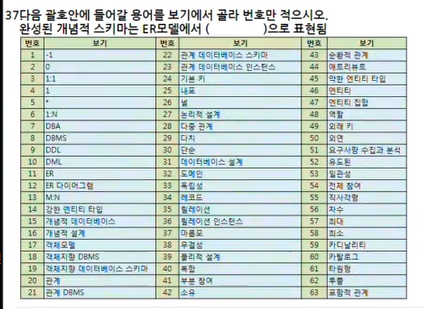 37다음 괄호안에 들어갈 용어를 보기에서 골라 번호만 적으시오.
완성된 개념적 스키마는 ER모델에서 ( )으로 표현됨
번호 보기 번호 보기 번호 보기
1 -1 22 관계 데이터베이스 스키마 43 순환적 관계
2 0 23 관계 데이터베이스 인스턴스 44 애트리뷰트
3 1:1 24 기본 키 45 약한 엔티티 타입
4 1 25 내포 46 엔티티
5 * 26 널 47 엔티티 집합
6 1:N 27 논리적 설계 48 역할
7 DBA 28 다중 관계 49 외래 키
8 DBMS 29 다치 50 외연
9 DDL 30 단순 51 요구사항 수집과 분석
10 DML 31 데이터베이스 설계 52 유도된
11 ER 32 도메인 53 일관성
12 ER 다이어그램 33 독립성 54 전체 참여
13 M:N 34 레코드 55 직사각형
14 강한 엔티티 타입 35 릴레이션 56 차수
15 개념적 데이터베이스 36 릴레이션 인스턴스 57 최대
16 개념적 설계 37 마름모 58 최소
17 객체모델 38 무결성 59 카디날리티
18 객체지향 DBMS 39 물리적 설계 60 카탈로그
19 객체지향 데이터베이스 스키마 40 복합 61 타원형
20 관계 41 부분 참여 62 투플
21 관계 DBMS 42 소유 63 포함적 관계